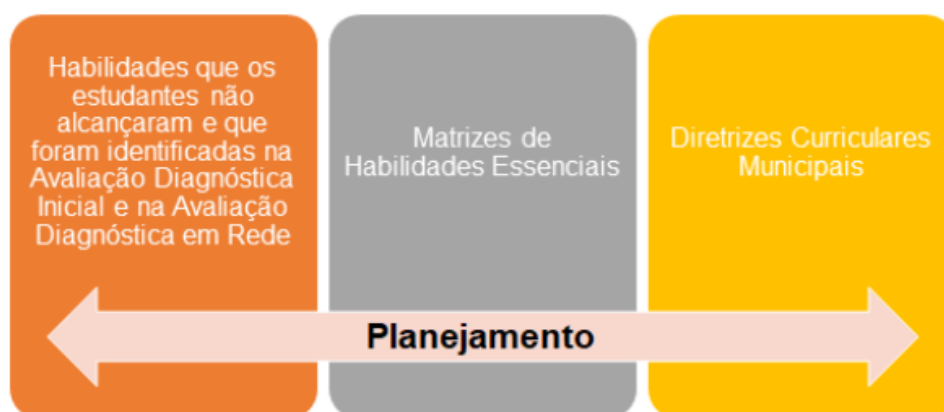 Habilidades que os
estudantes não
alcançaram e que
foram identificadas na
Avaliação Diagnóstica
Inicial e na Avaliação
Diagnóstica em Rede
Matrizes de
Habilidades Essenciais
Diretrizes Curriculares
Municipais
Planejamento